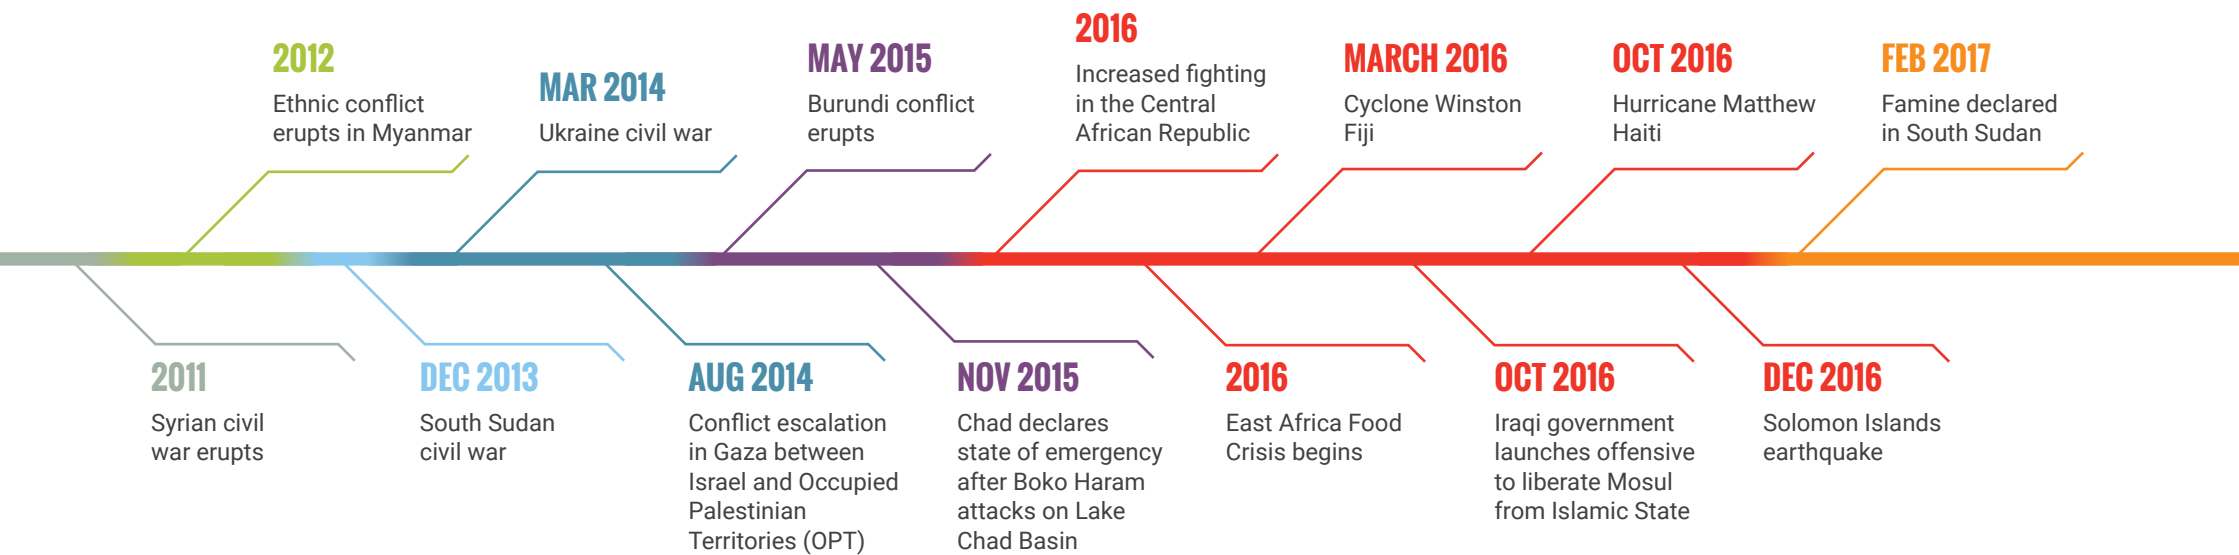 2012
Ethnic conflict
erupts in Myanmar
MAR 2014
Ukraine civil war
MAY 2015
Burundi conflict
erupts
2016
Increased fighting
in the Central
African Republic
MARCH 2016
Cyclone Winston
Fiji
OCT 2016
Hurricane Matthew
Haiti
FEB 2017
Famine declared
in South Sudan
2011
Syrian civil
war erupts
DEC 2013
South Sudan
civil war
AUG 2014
Conflict escalation
in Gaza between
Israel and Occupied
Palestinian
Territories (OPT)
NOV 2015
Chad declares
state of emergency
after Boko Haram
attacks on Lake
Chad Basin
2016
East Africa Food
Crisis begins
OCT 2016
Iraqi government
launches offensive
to liberate Mosul
from Islamic State
DEC 2016
Solomon Islands
earthquake